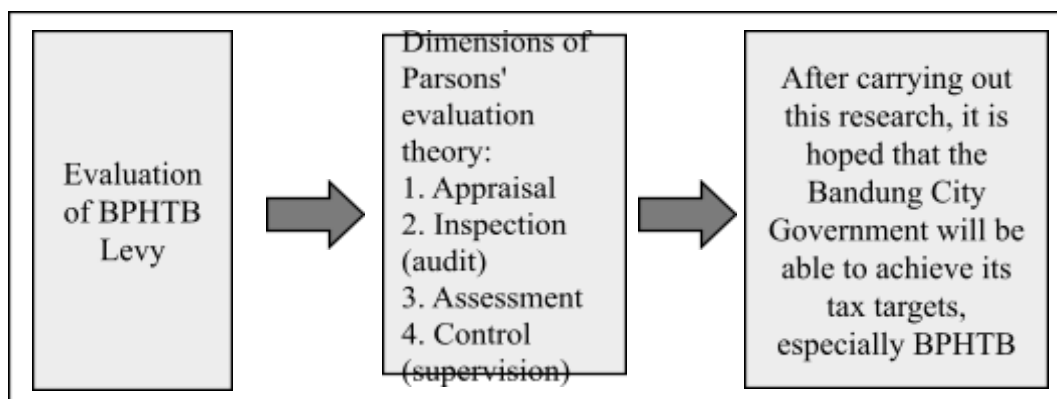 Evaluation
of BPHTB
Levy
Dimensions of
Parsons'
evaluation
theory:
1. Appraisal
2. Inspection
(audit)
3. Assessment
4. Control
(supervision)
After carrying out
this research, it is
hoped that the
Bandung City
Government will be
able to achieve its
tax targets,
especially BPHTB